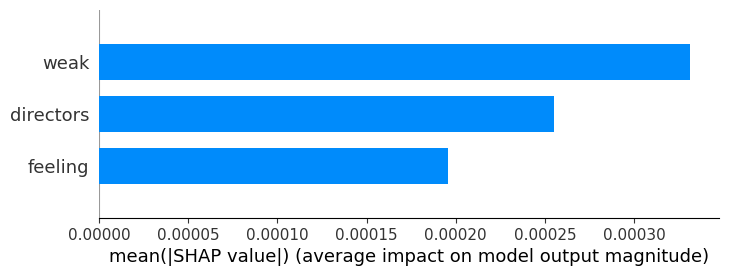 weak
directors
feeling
0.00000 0.00005 0.00010 0.00015 0.00020 0.00025 0.00030
mean(|SHAP value|) (average impact on model output magnitude)